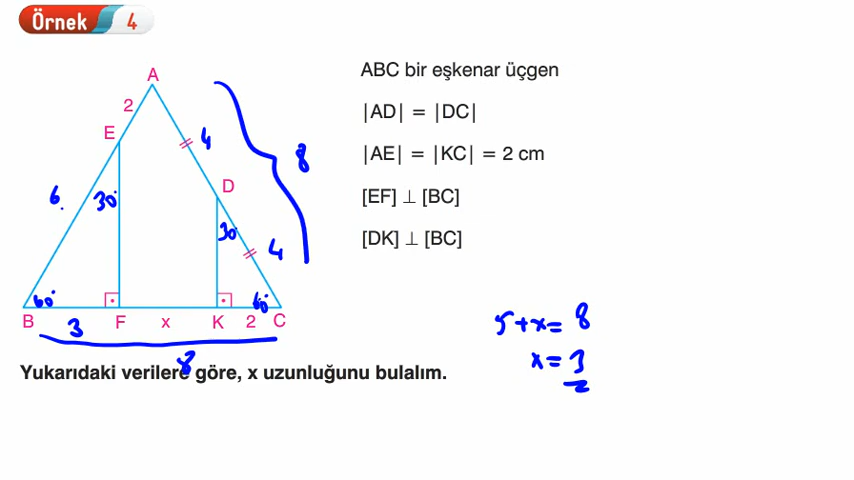 Örnek 4
ABC bir eşkenar üçgen
|AD| = |DC|
|AE| = |KC| = 2 cm
[EF] ⊥ [BC]
[DK] ⊥ [BC]
A
2
E
4
8
D
6.
30°
30
4
60°
60°
B
F
x
K
2
C
3
8
5+x=8
x=3
Yukarıdaki verilere göre, x uzunluğunu bulalım.